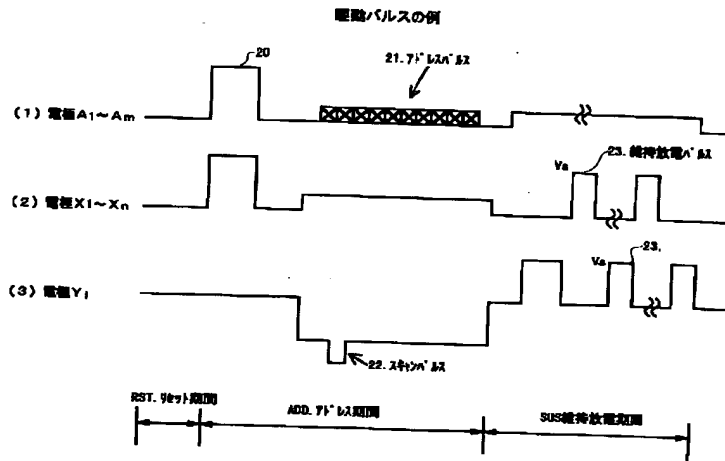 駆動パルスの例
20
21.アドレスパルス
(1) 電極A1~Am
23.維持放電パルス
Vs
(2) 電極X1~Xn
Vs
23.
(3) 電極Yj
22.スキャンパルス
RST.リセット期間
ADD.アドレス期間
SUS維持放電期間